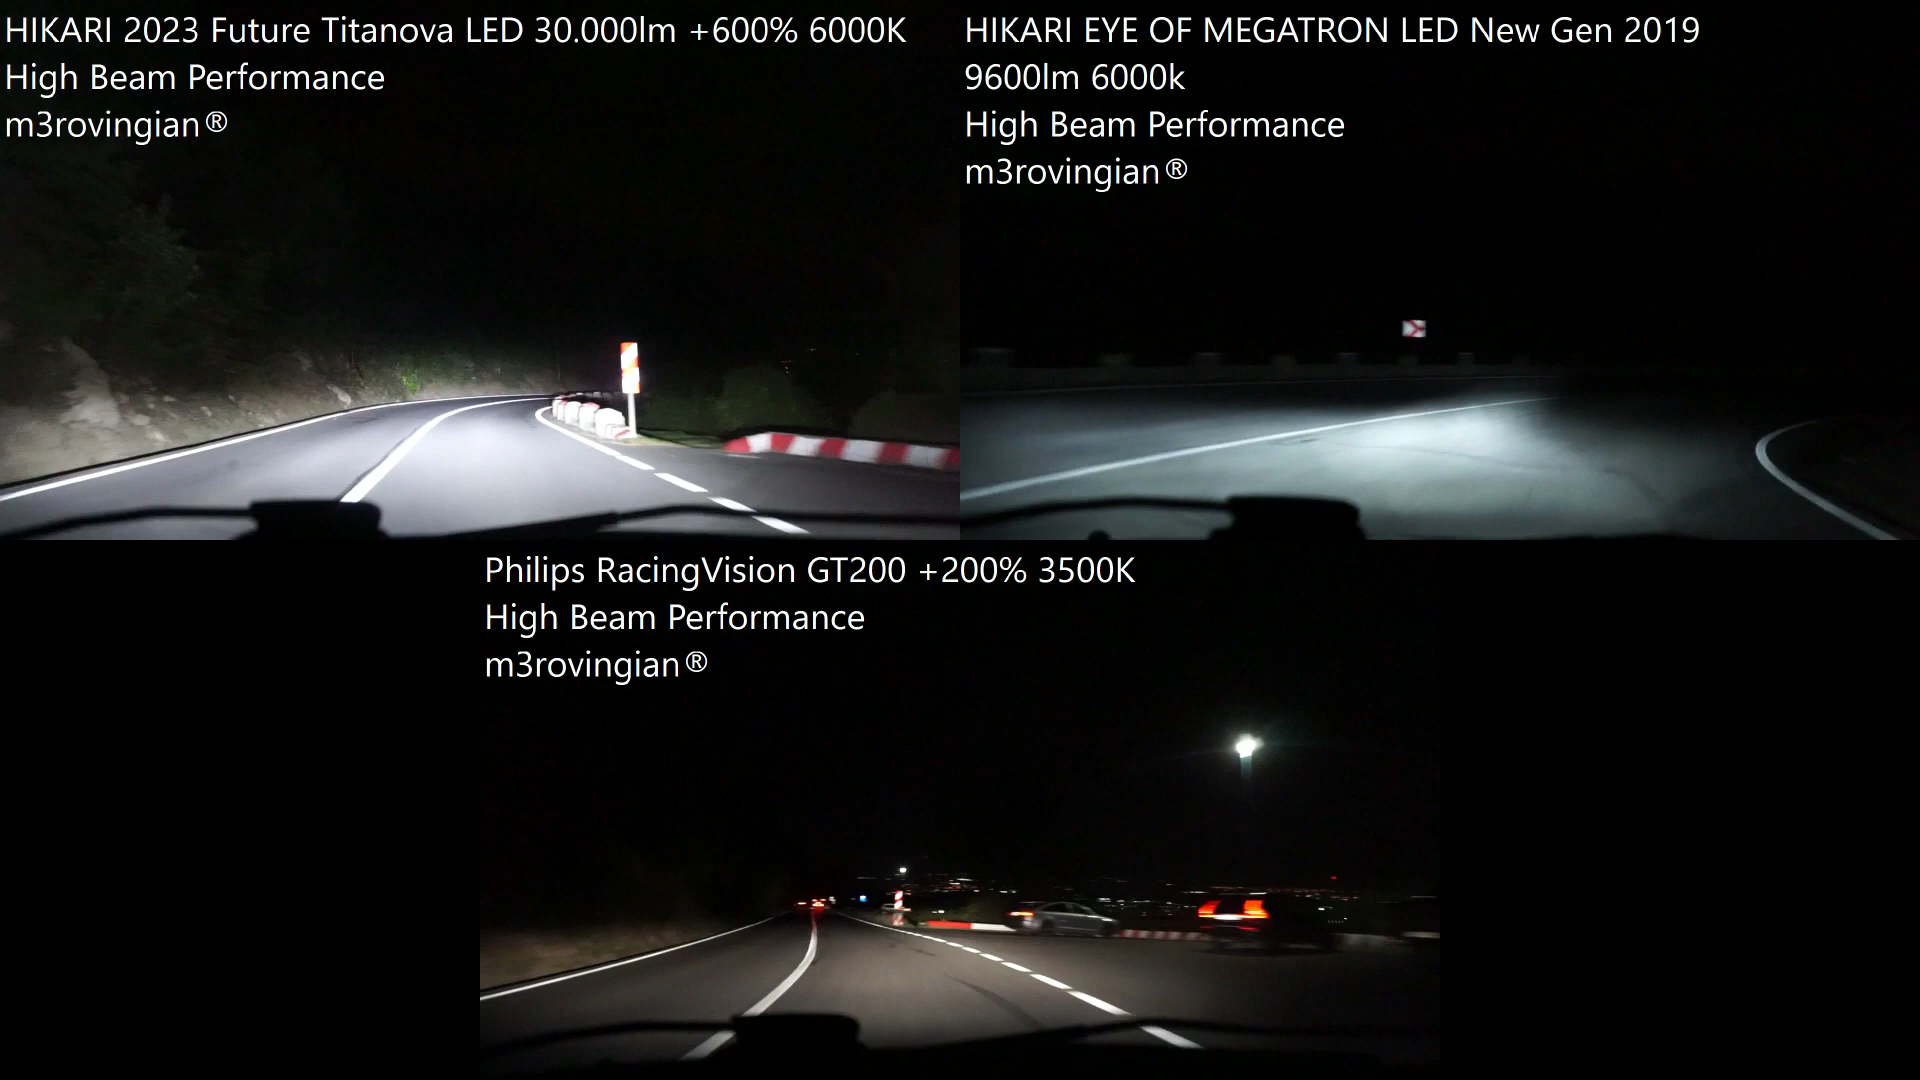 HIKARI 2023 Future Titanova LED 30.000lm +600% 6000K
High Beam Performance
m3rovingian®
HIKARI EYE OF MEGATRON LED New Gen 2019
9600lm 6000k
High Beam Performance
m3rovingian®
Philips RacingVision GT200 +200% 3500K
High Beam Performance
m3rovingian®